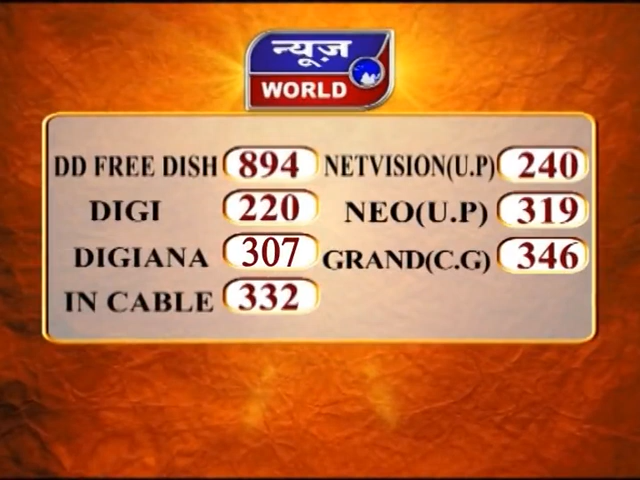 न्यूज़
WORLD
DD FREE DISH 894 NETVISION(U.P) 240
DIGI 220 NEO(U.P) 319
DIGIANA 307 GRAND(C.G) 346
IN CABLE 332